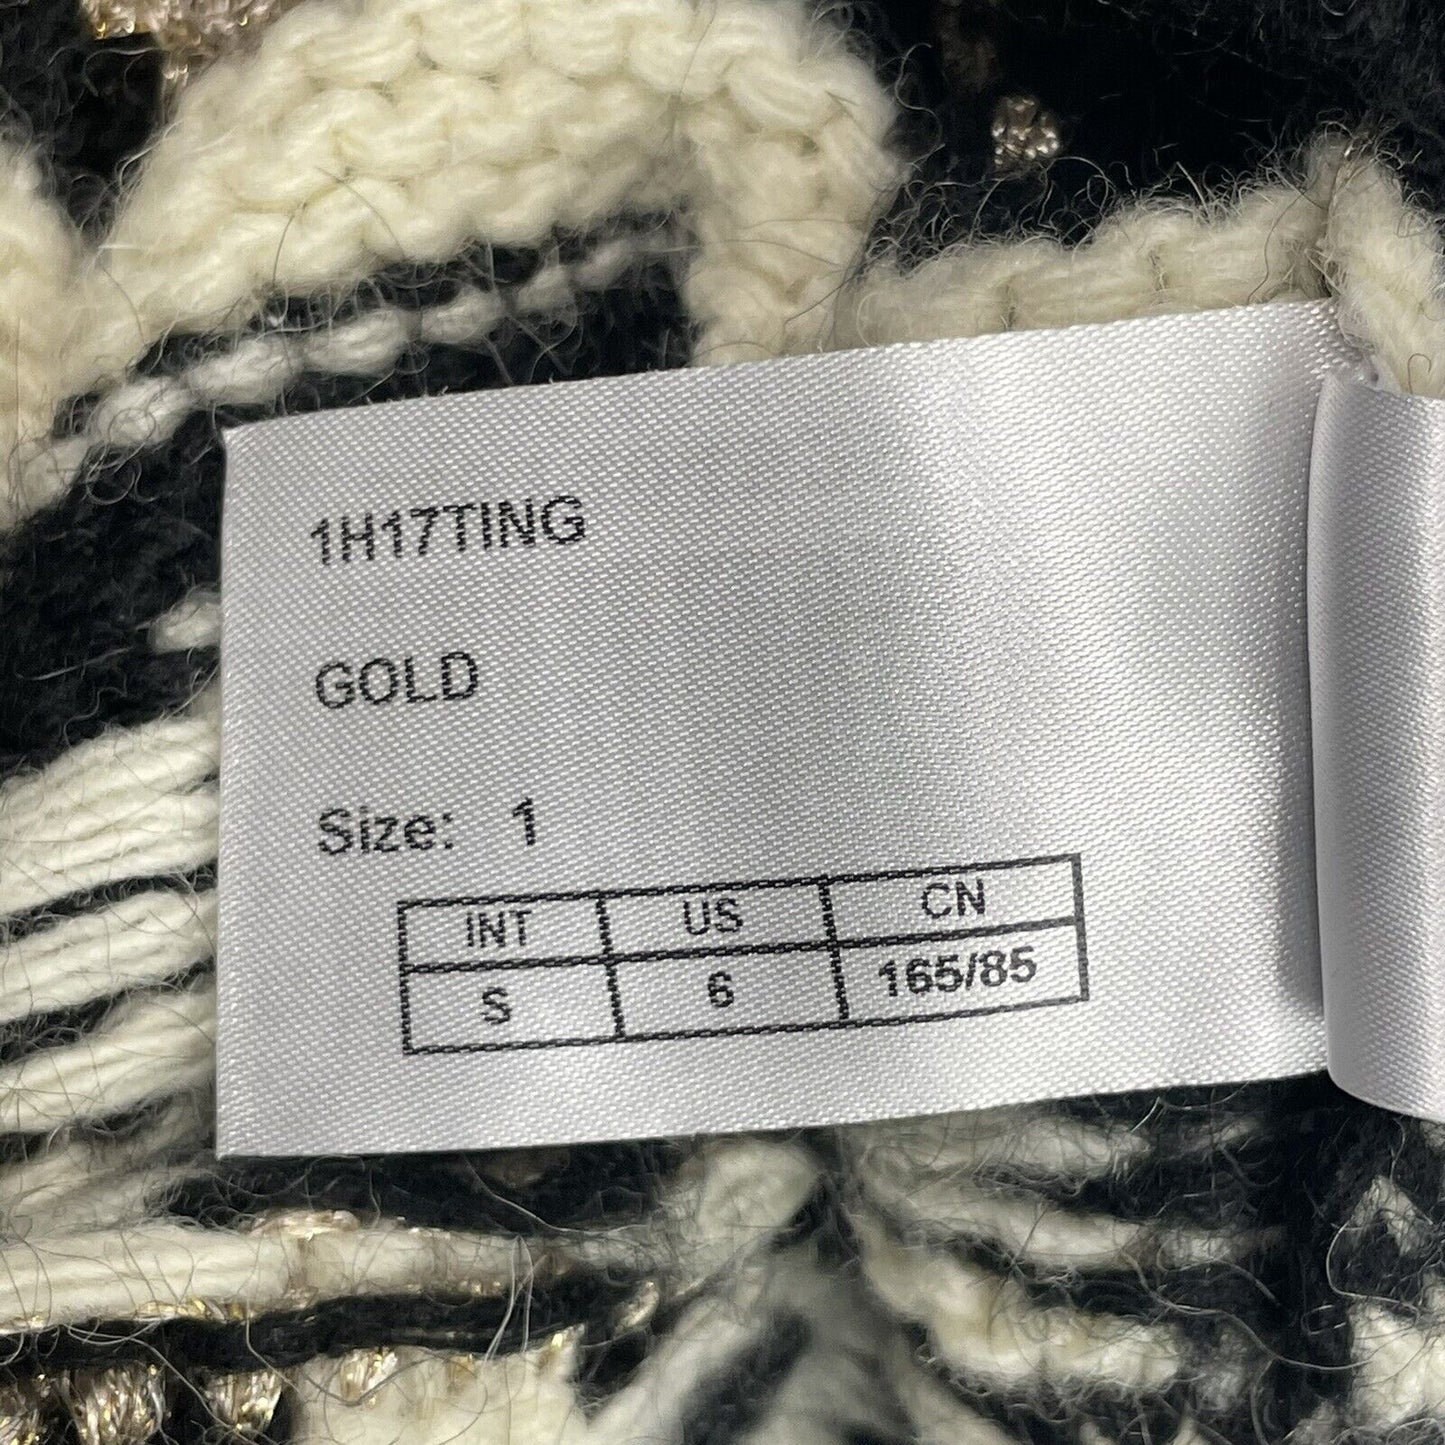 1H17TING
GOLD
Size: 1
INT US CN
S 6 165/85